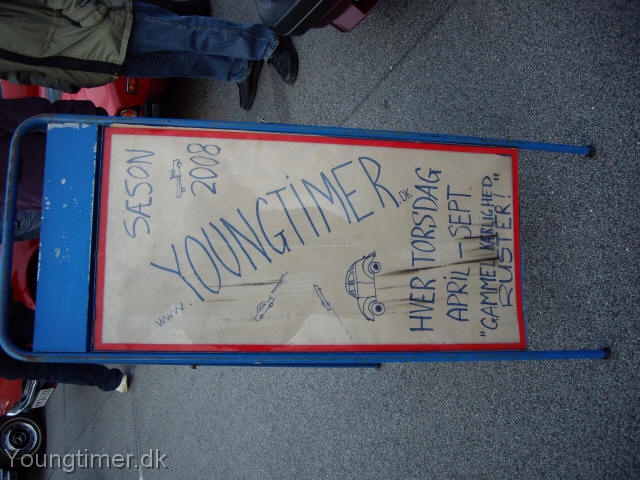 SÆSON
2008
www.YOUNGTIMER.DK
HVER TORSDAG
APRIL - SEPT.
"GAMMEL KÆRLIGHED
RUSTER!"
Youngtimer.dk